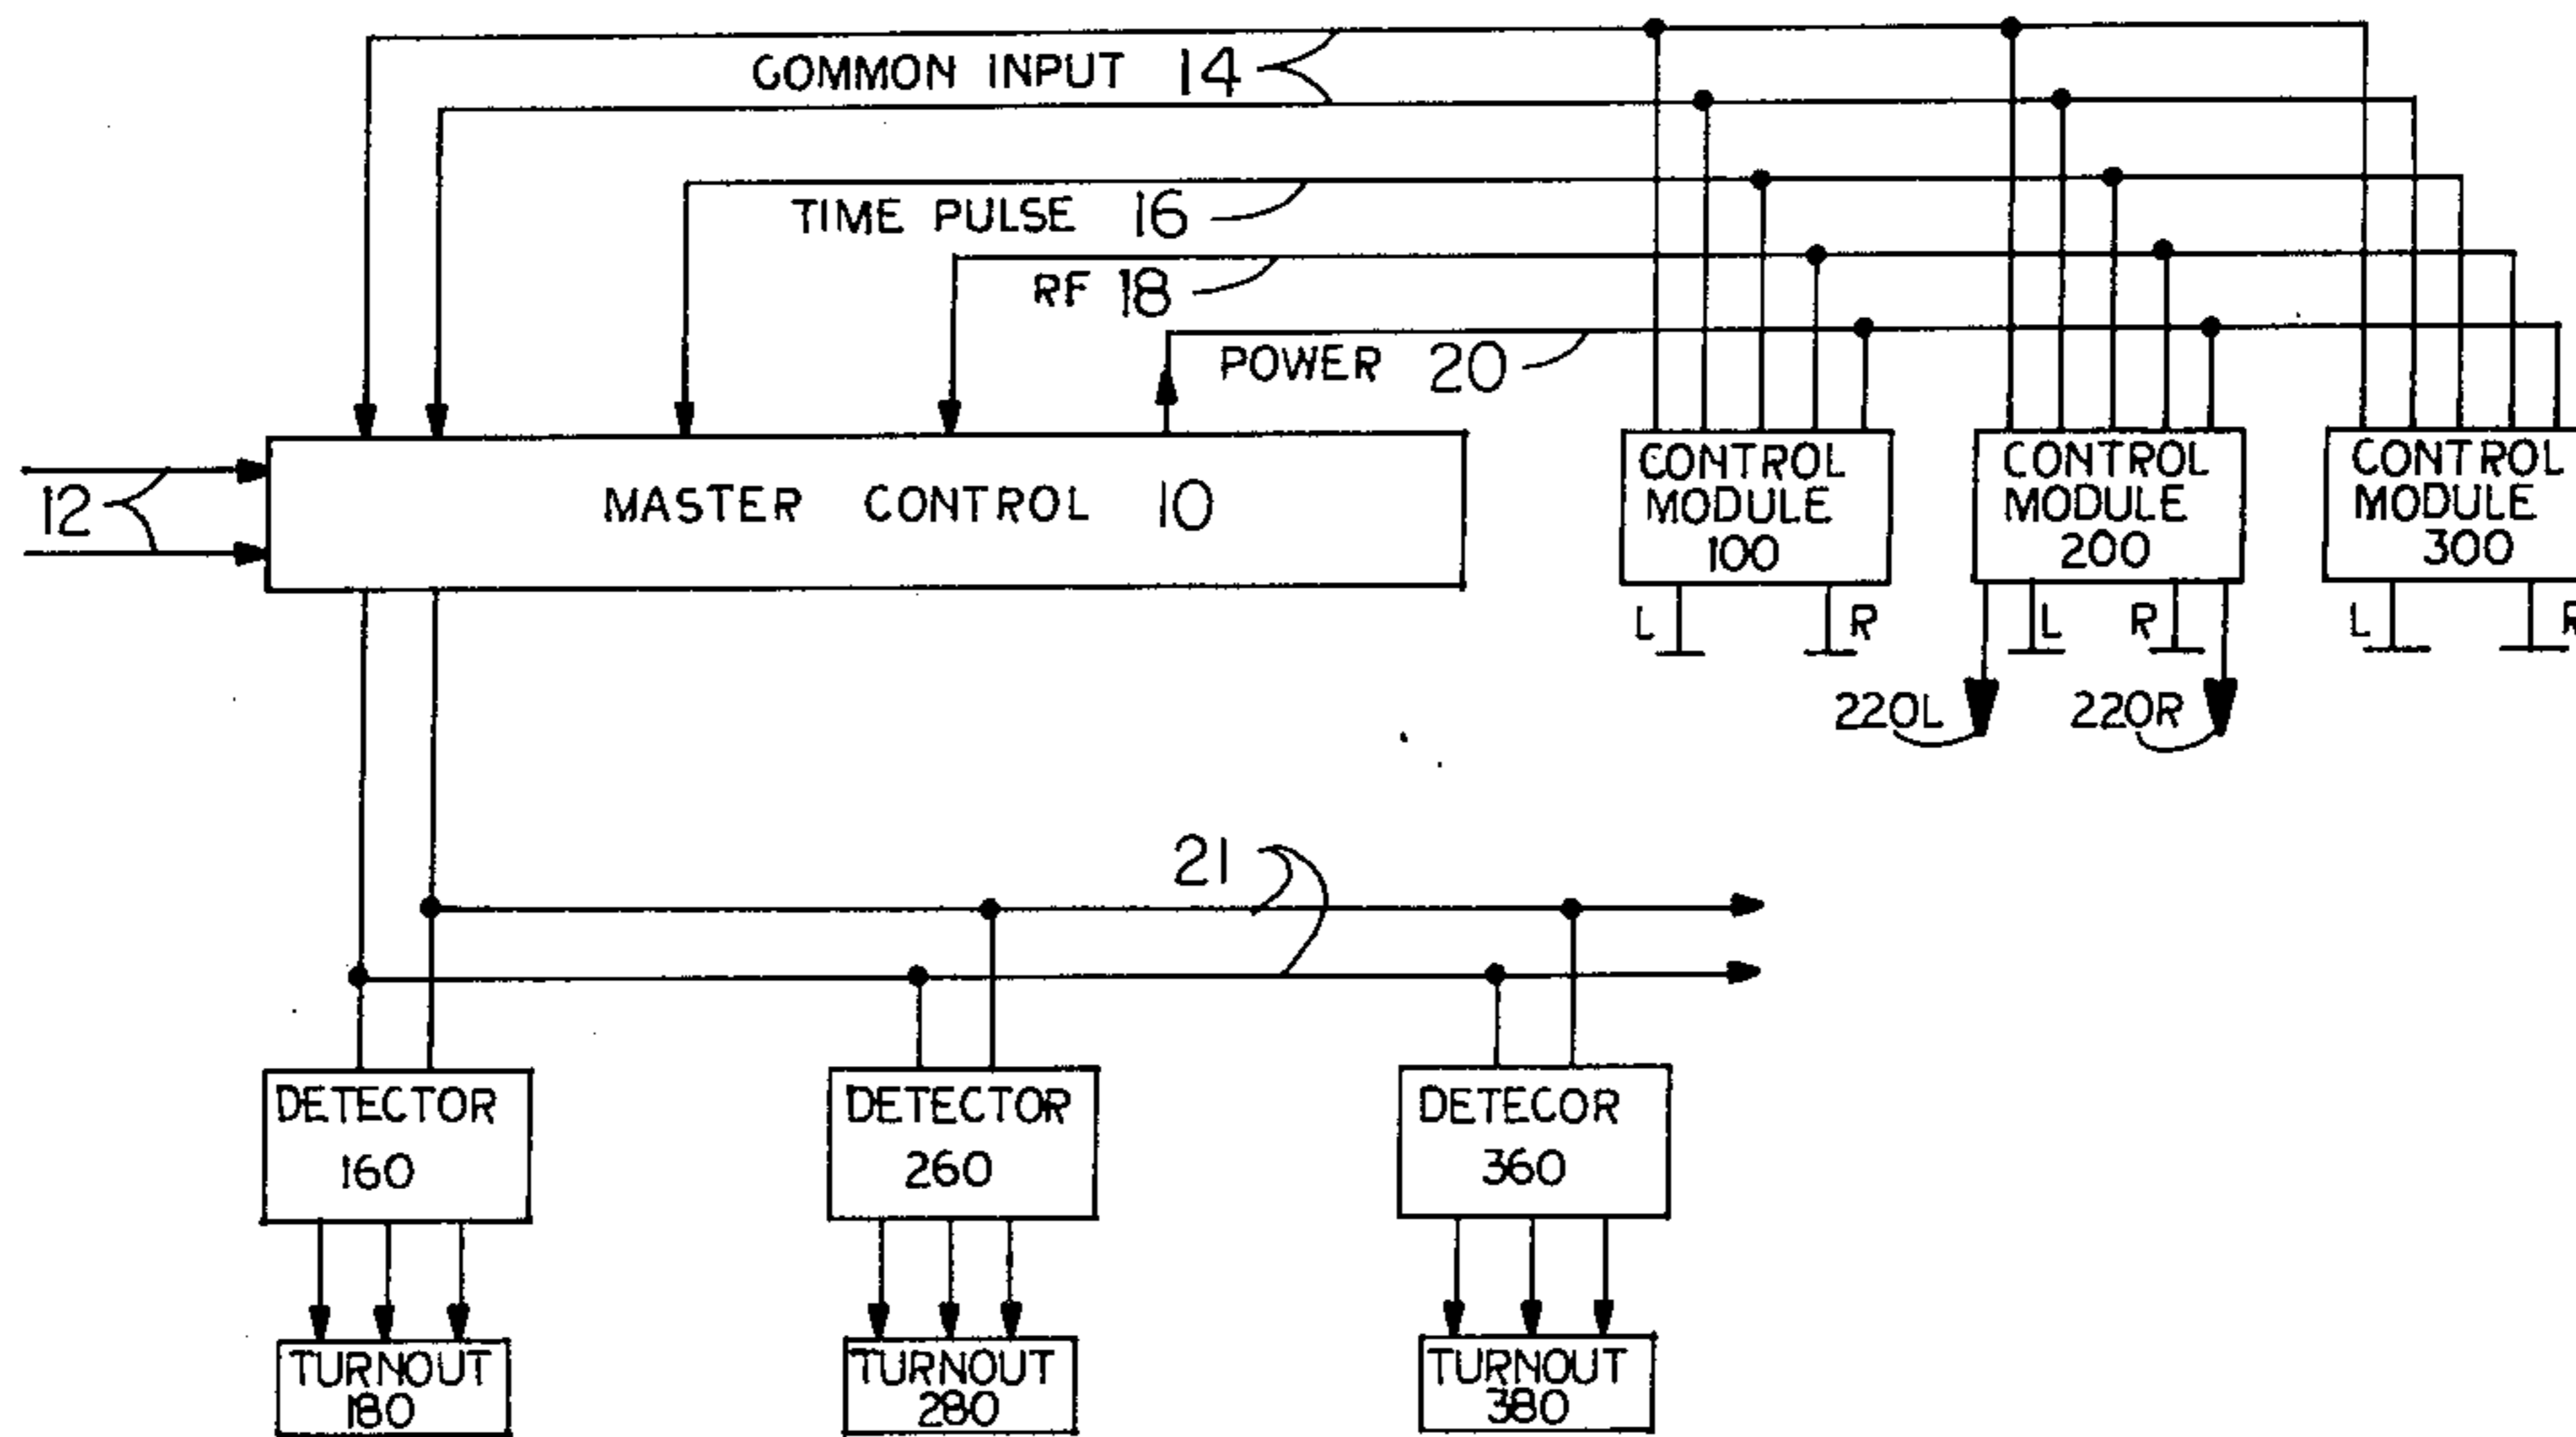 COMMON INPUT 14
TIME PULSE 16
RF 18
POWER 20
12
MASTER CONTROL 10
CONTROL
MODULE
100
CONTROL
MODULE
200
CONTROL
MODULE
300
L R
L R
L R
220L
220R
21
DETECTOR
160
DETECTOR
260
DETECOR
360
TURNOUT
180
TURNOUT
280
TURNOUT
380